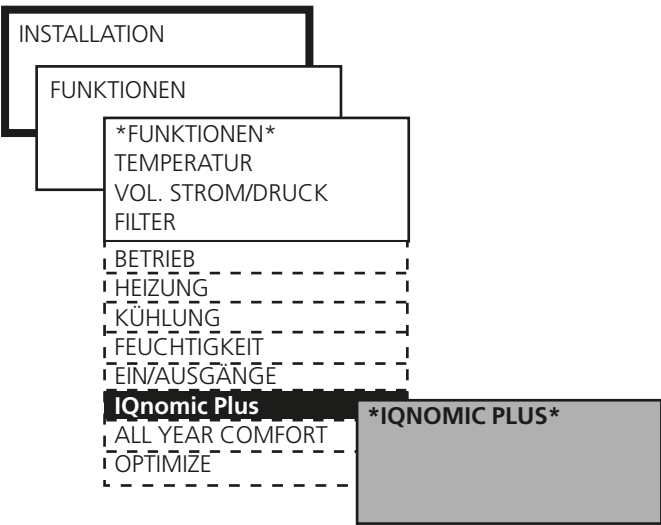 INSTALLATION
FUNKTIONEN
*FUNKTIONEN*
TEMPERATUR
VOL. STROM/DRUCK
FILTER
BETRIEB
HEIZUNG
KÜHLUNG
FEUCHTIGKEIT
EIN/AUSGÄNGE
IQnomic Plus
*IQNOMIC PLUS*
ALL YEAR COMFORT
OPTIMIZE